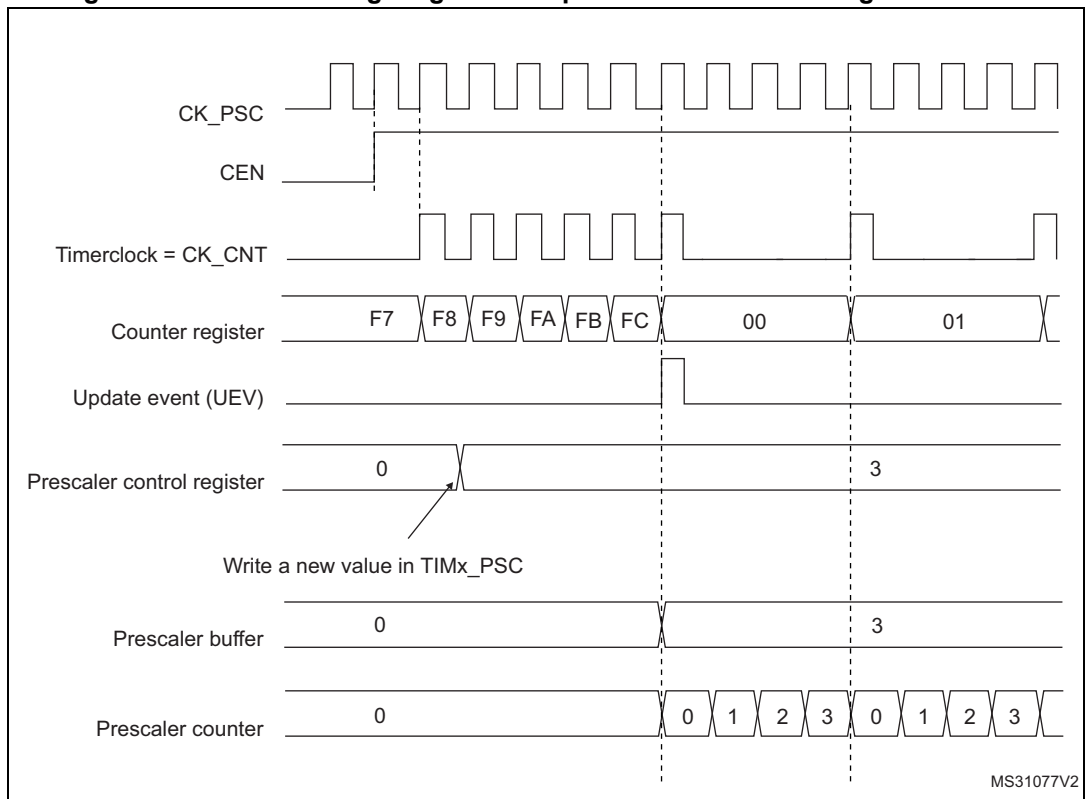 CK_PSC
CEN
Timerclock = CK_CNT
Counter register
F7 F8 F9 FA FB FC 00 01
Update event (UEV)
Prescaler control register
0 3
Write a new value in TIMx_PSC
Prescaler buffer
0 3
Prescaler counter
0 0 1 2 3 0 1 2 3
MS31077V2